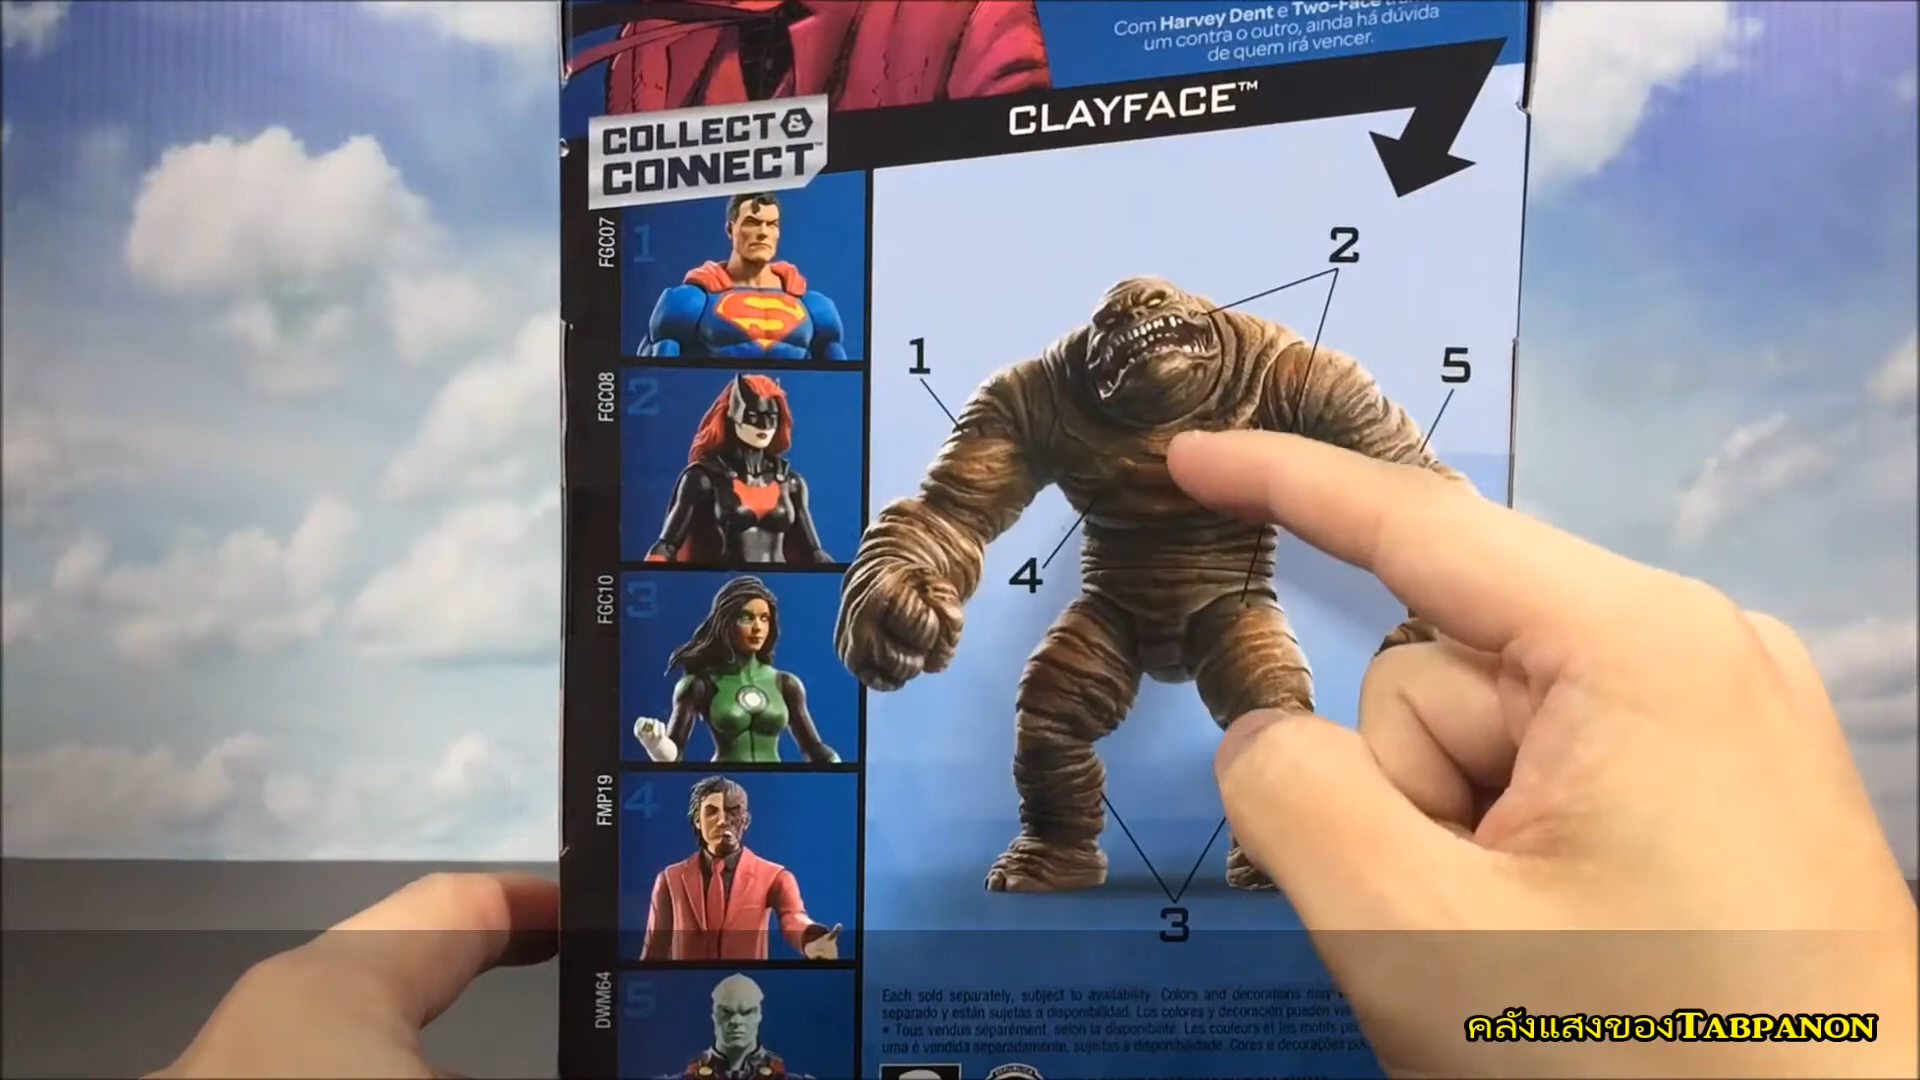 Com Harvey Dent e Two-Face
um contra o outro, ainda há dúvida
de quem irá vencer.
CLAYFACE™
COLLECT &
CONNECT™
FGC07
1
FGC08
2
FGC10
3
FMP19
4
DWM64
5
2
1
5
4
3
Each sold separately, subject to availability. Colors and decorations may
separado y están sujetas a disponibilidad. Los colores y decoración pueden
• Tous vendus séparément, selon la disponibilité. Les couleurs et les motifs
uma é vendida separadamente, sujeitas a disponibilidade. Cores e decorações
คลังแสงของTABPANON